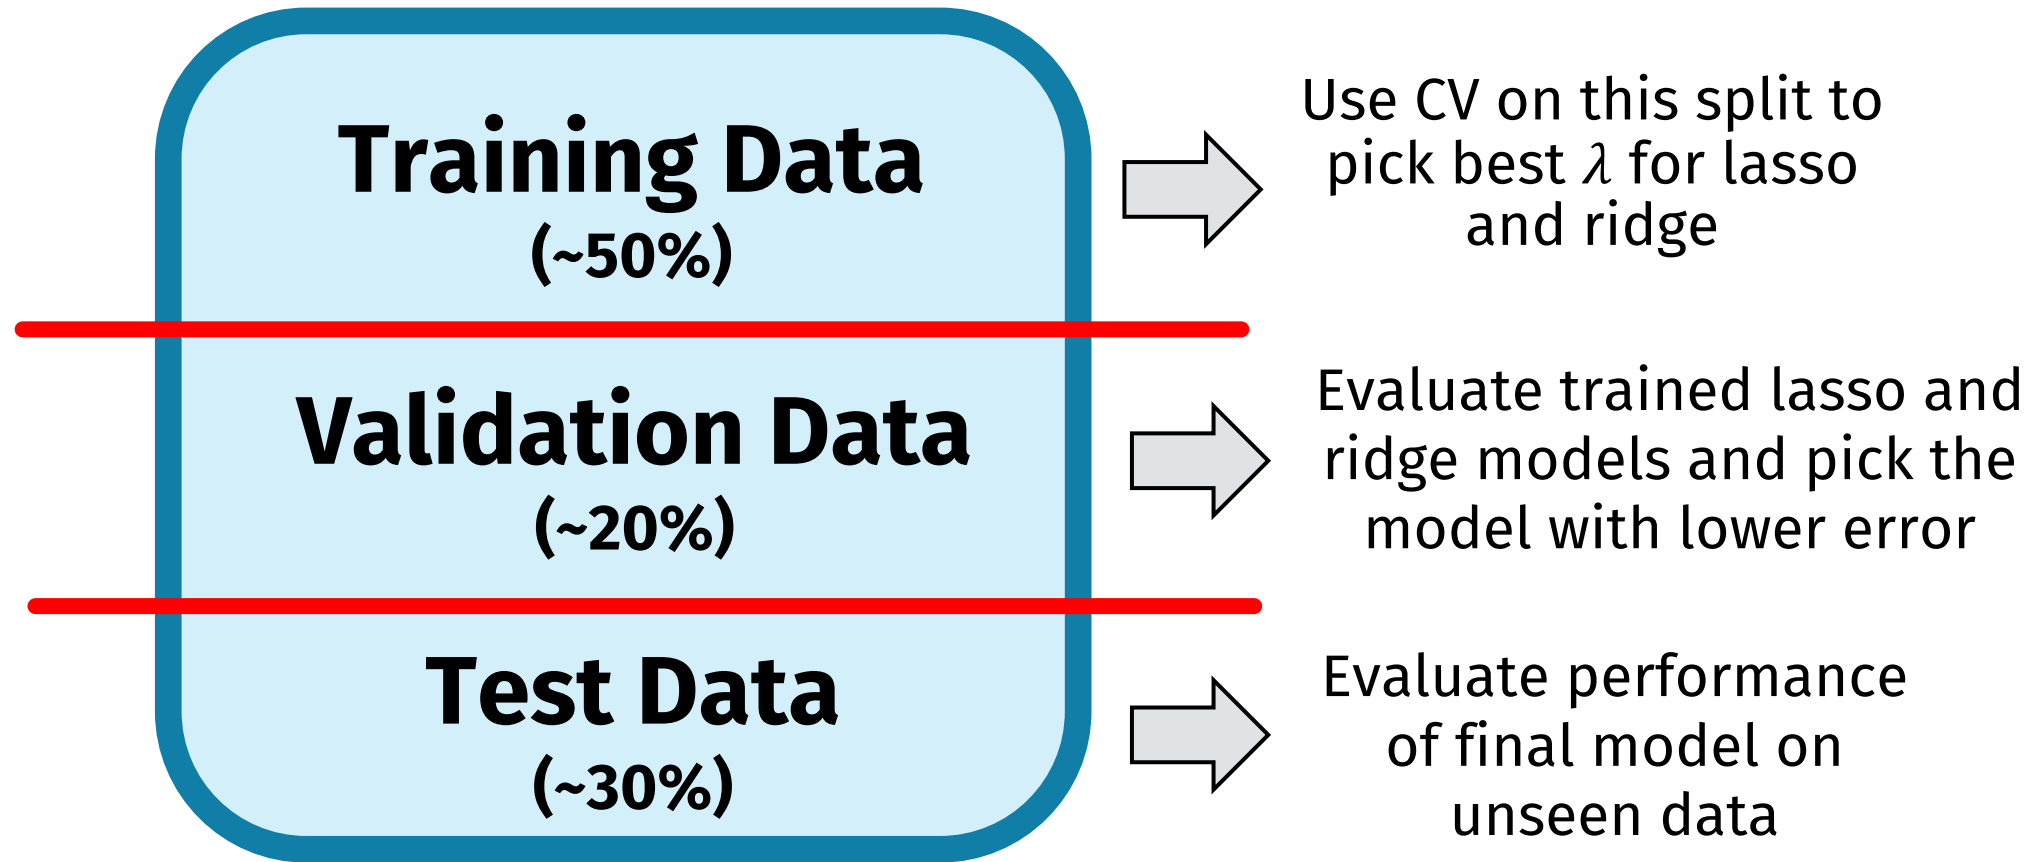 Training Data
(~50%)
Use CV on this split to
pick best λ for lasso
and ridge
Validation Data
(~20%)
Evaluate trained lasso and
ridge models and pick the
model with lower error
Test Data
(~30%)
Evaluate performance
of final model on
unseen data